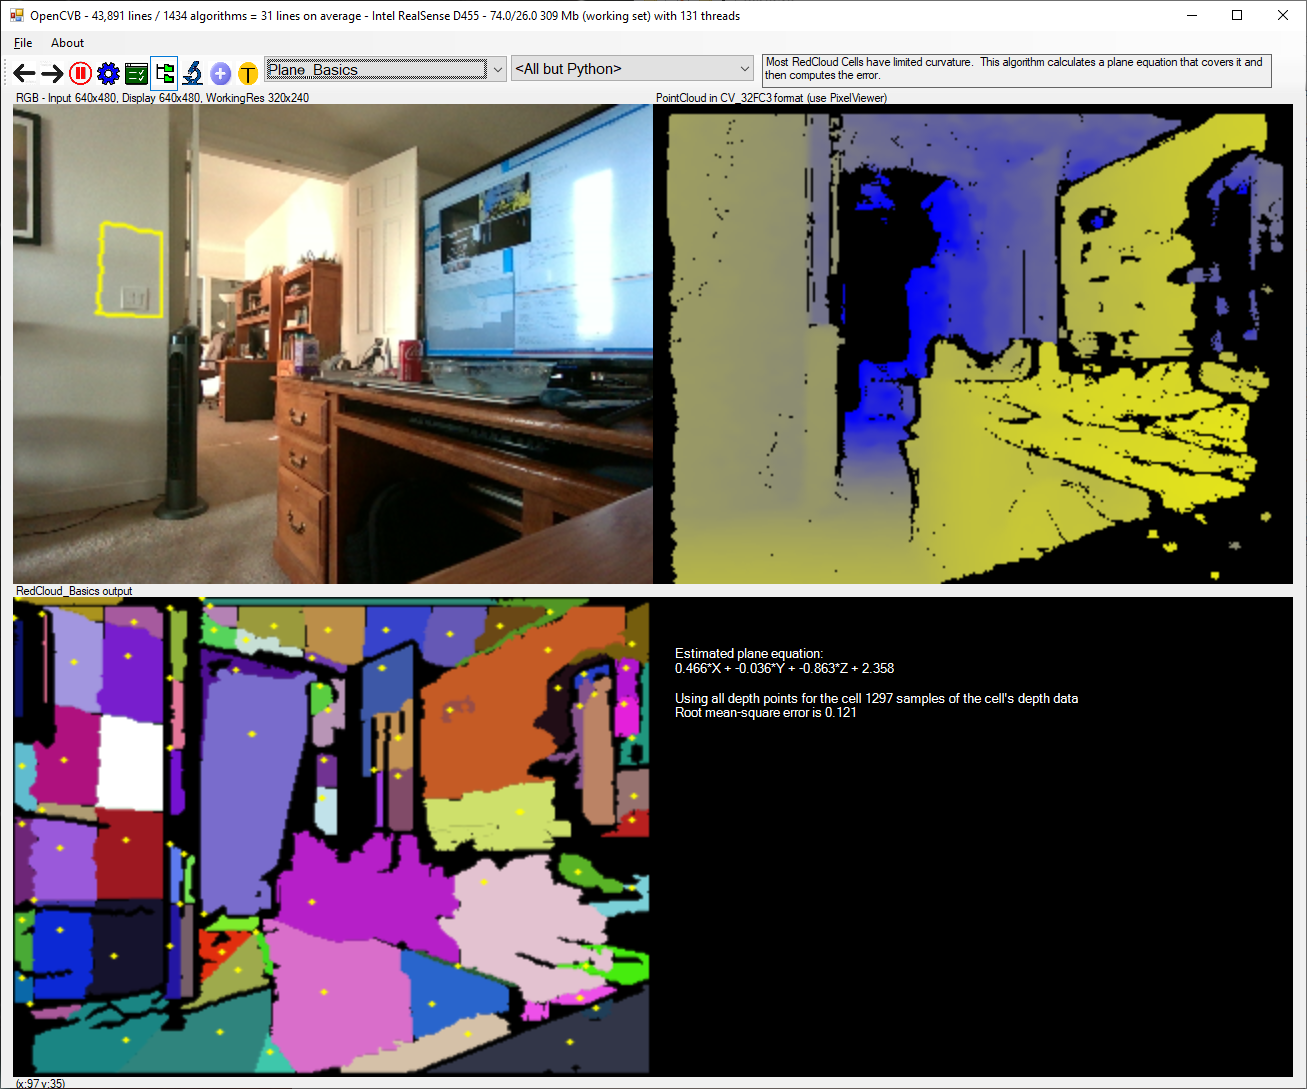 OpenCVB - 43,891 lines / 1434 algorithms = 31 lines on average - Intel RealSense D455 - 74.0/26.0 309 Mb (working set) with 131 threads
File About
T Plane_Basics <All but Python>
Most RedCloud Cells have limited curvature. This algorithm calculates a plane equation that covers it and
then computes the error.
RGB - Input 640x480, Display 640x480, WorkingRes 320x240
PointCloud in CV_32FC3 format (use PixelViewer)
RedCloud_Basics output
Estimated plane equation:
0.466*X + -0.036*Y + -0.863*Z + 2.358
Using all depth points for the cell 1297 samples of the cell's depth data
Root mean-square error is 0.121
(x:97 y:35)